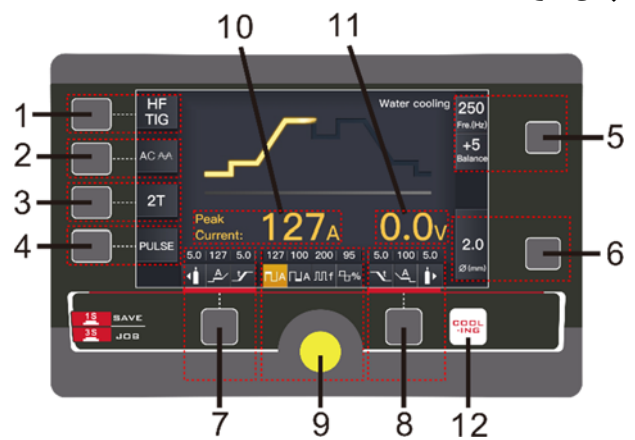 10 11
1 HF TIG
2 AC
3 2T
4 PULSE
Water cooling
250
Fre.(Hz)
+5
Balance
5
2.0
Ø(mm)
6
Peak
Current: 127A 0.0V
5.0 127 5.0 127 100 200 95 5.0 100 5.0
A A A f % A
1S SAVE
3S JOB
COOL
-ING
7 9 8 12